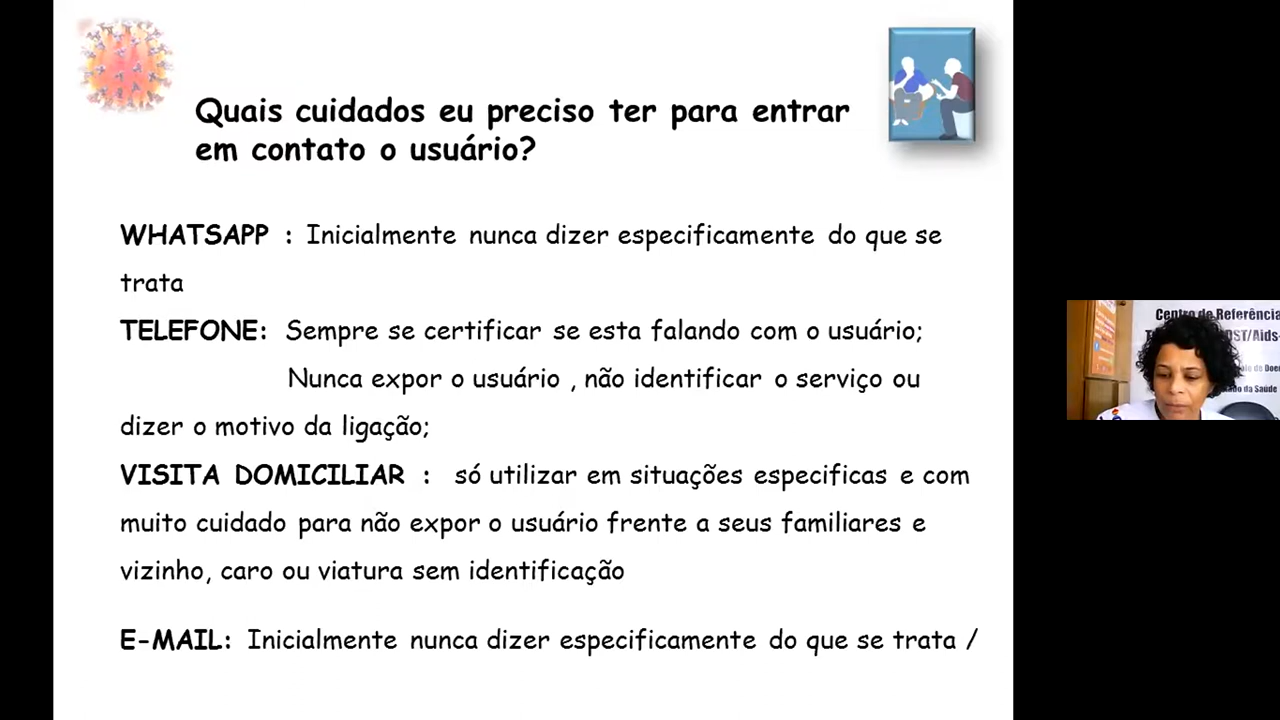 Quais cuidados eu preciso ter para entrar
em contato o usuário?
WHATSAPP : Inicialmente nunca dizer especificamente do que se
trata
TELEFONE: Sempre se certificar se esta falando com o usuário;
Nunca expor o usuário , não identificar o serviço ou
dizer o motivo da ligação;
VISITA DOMICILIAR : só utilizar em situações especificas e com
muito cuidado para não expor o usuário frente a seus familiares e
vizinho, caro ou viatura sem identificação
E-MAIL: Inicialmente nunca dizer especificamente do que se trata /
Centro de Referência
DST/Aids-
da Saúde